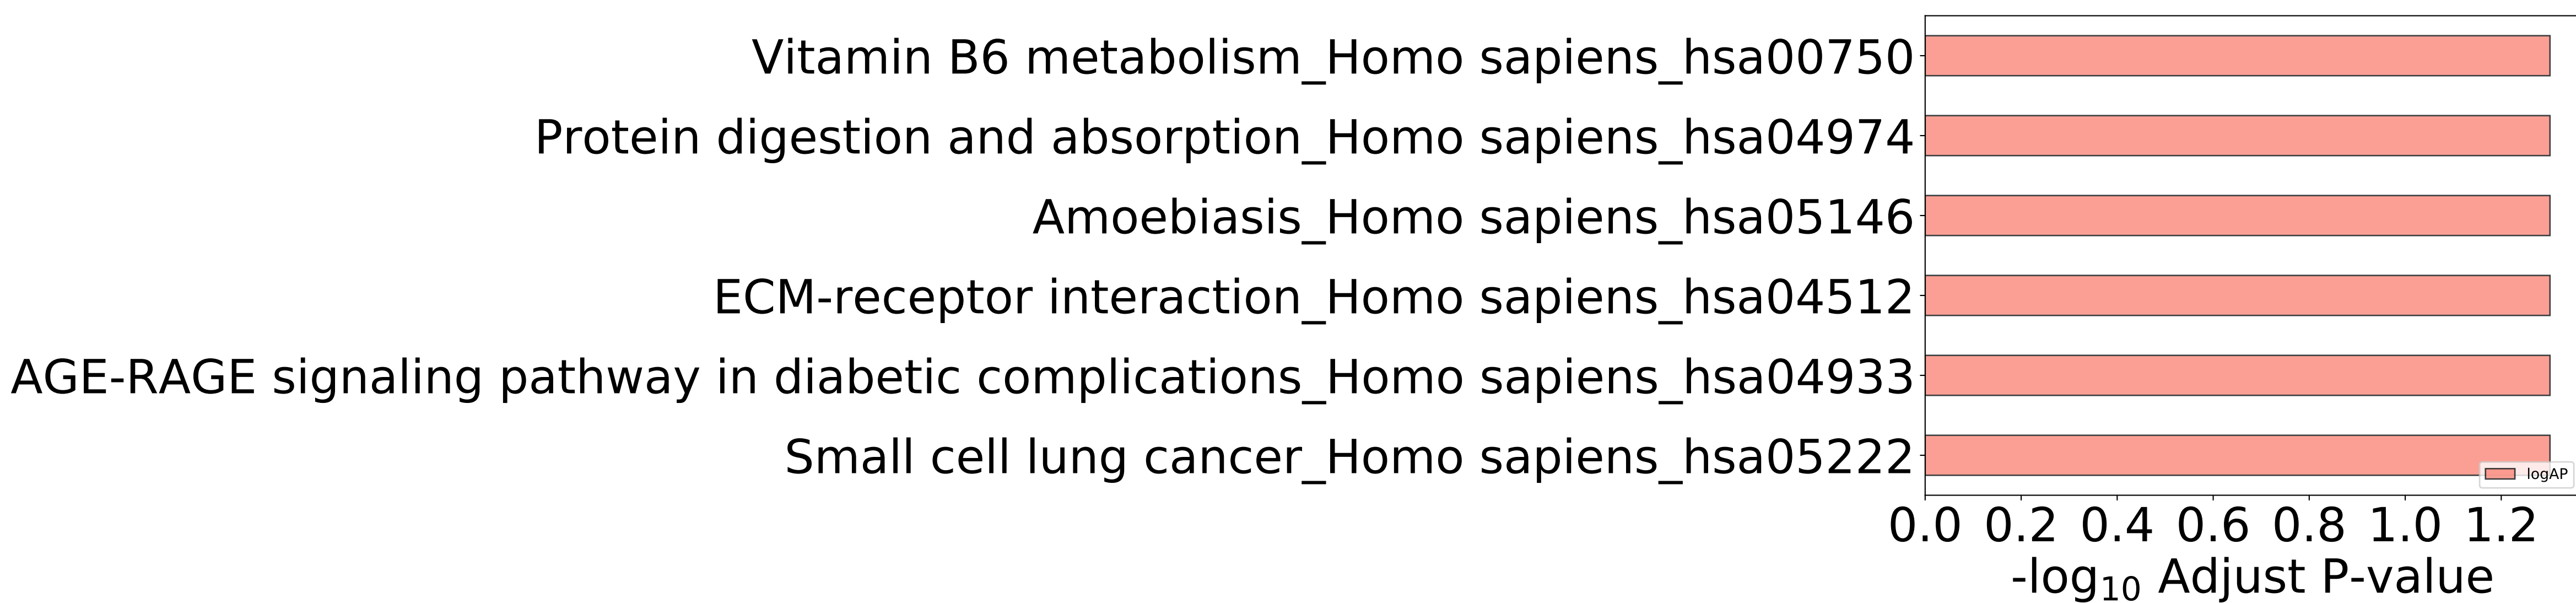 Vitamin B6 metabolism_Homo sapiens_hsa00750
Protein digestion and absorption_Homo sapiens_hsa04974
Amoebiasis_Homo sapiens_hsa05146
ECM-receptor interaction_Homo sapiens_hsa04512
AGE-RAGE signaling pathway in diabetic complications_Homo sapiens_hsa04933
Small cell lung cancer_Homo sapiens_hsa05222
logAP
0.0 0.2 0.4 0.6 0.8 1.0 1.2
-log10 Adjust P-value